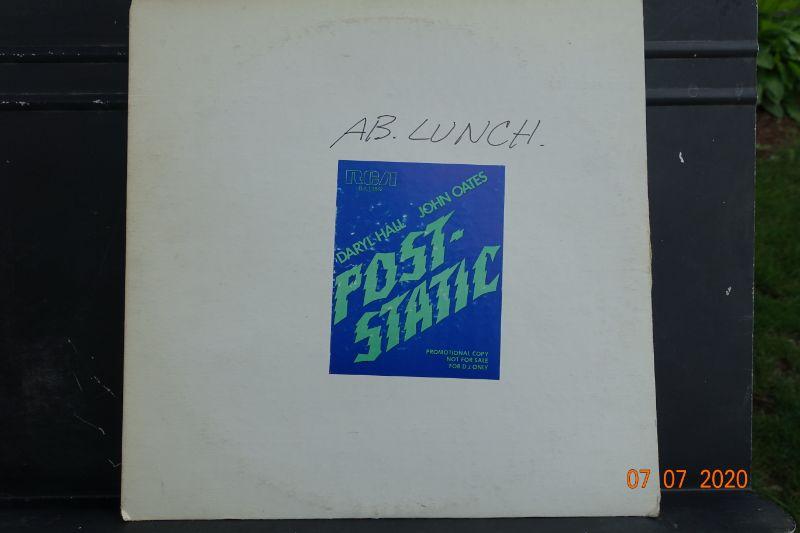 AB. LUNCH.
RCA
DARYL HALL JOHN OATES
POST-
STATIC
PROMOTIONAL COPY
NOT FOR SALE
FOR D.J. ONLY
07 07 2020